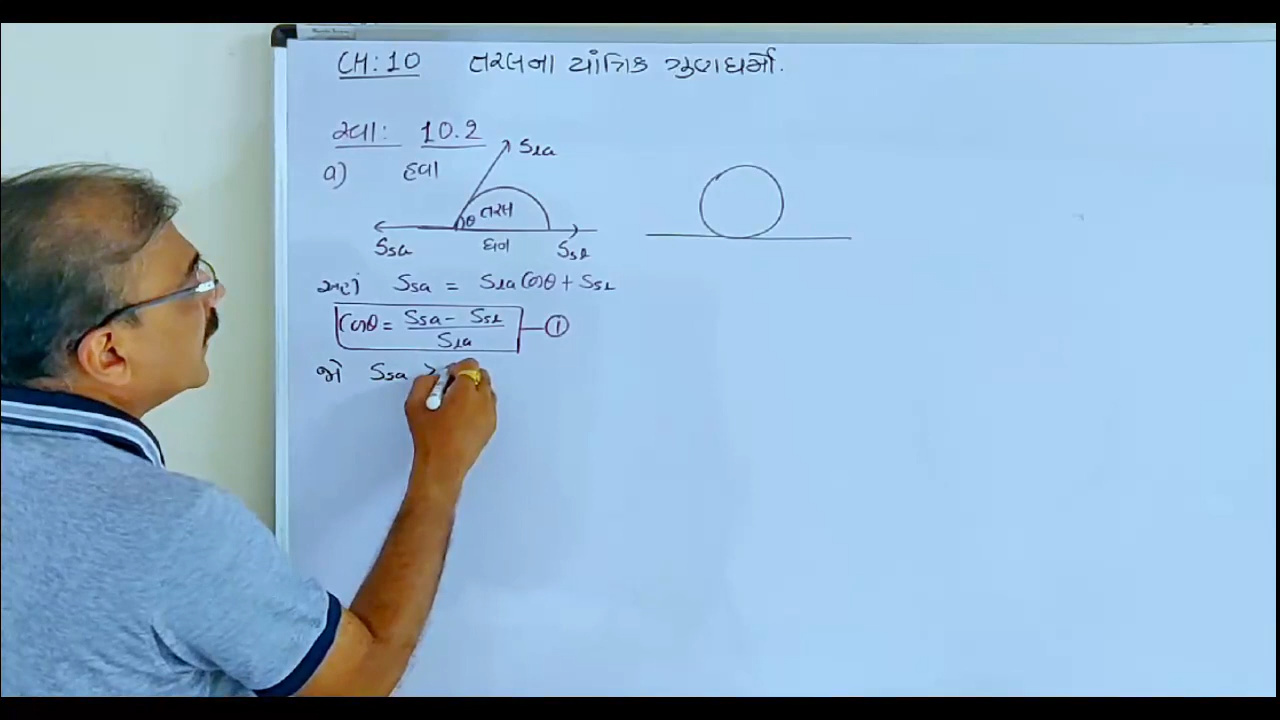 CH: 10 તરલના યાંત્રિક ગુણધર્મો.
સ્વા: 10.2
a) હવા Sla
θ તરલ
Ssa ઘન Ssl
અહીં Ssa = Sla Cosθ + Ssl
Cosθ = Ssa - Ssl / Sla — ①
જો Ssa >